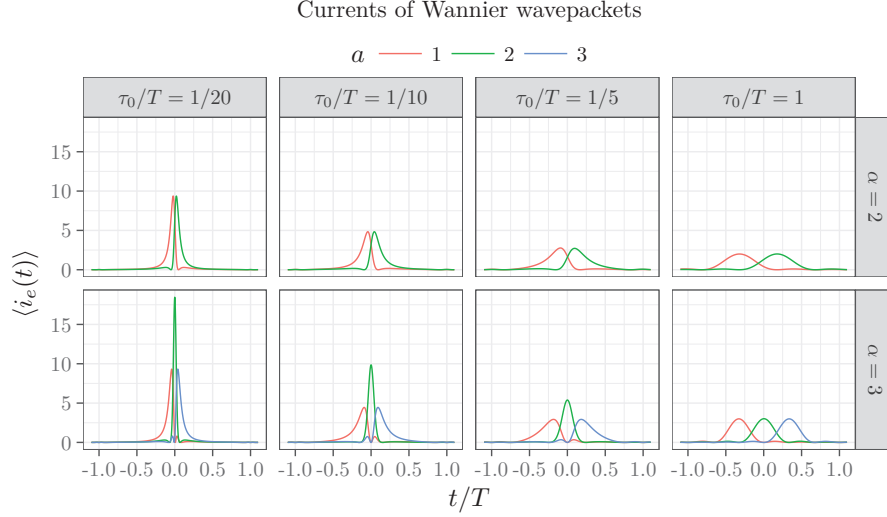 Currents of Wannier wavepackets
a 1 2 3
τ₀/T = 1/20 τ₀/T = 1/10 τ₀/T = 1/5 τ₀/T = 1
15
10
5
0
α = 2
15
10
5
0
α = 3
⟨iₑ(t)⟩
-1.0 -0.5 0.0 0.5 1.0 -1.0 -0.5 0.0 0.5 1.0 -1.0 -0.5 0.0 0.5 1.0 -1.0 -0.5 0.0 0.5 1.0
t/T